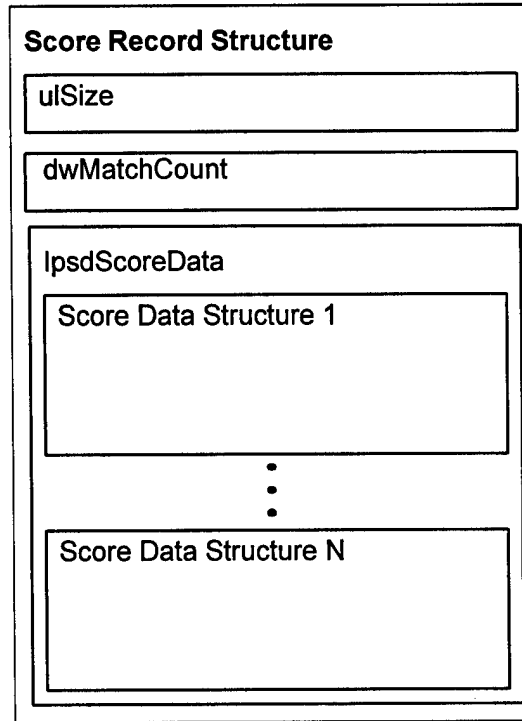 Score Record Structure
ulSize
dwMatchCount
lpsdScoreData
Score Data Structure 1
Score Data Structure N